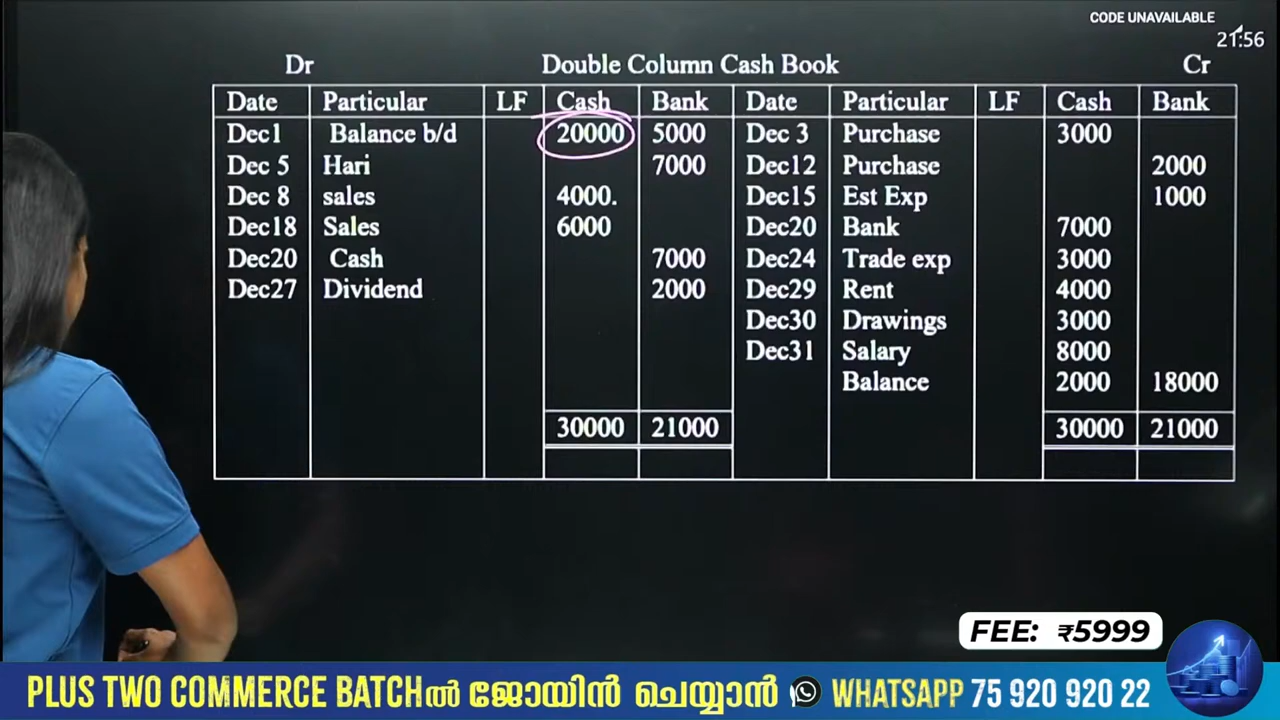 CODE UNAVAILABLE
21:56
Dr Double Column Cash Book Cr
Date Particular LF Cash Bank Date Particular LF Cash Bank
Dec1 Balance b/d 20000 5000 Dec 3 Purchase 3000
Dec 5 Hari 7000 Dec12 Purchase 2000
Dec 8 sales 4000. Dec15 Est Exp 1000
Dec18 Sales 6000 Dec20 Bank 7000
Dec20 Cash 7000 Dec24 Trade exp 3000
Dec27 Dividend 2000 Dec29 Rent 4000
Dec30 Drawings 3000
Dec31 Salary 8000
Balance 2000 18000
30000 21000 30000 21000
FEE: ₹5999
PLUS TWO COMMERCE BATCHൽ ജോയിൻ ചെയ്യാൻ WHATSAPP 75 920 920 22